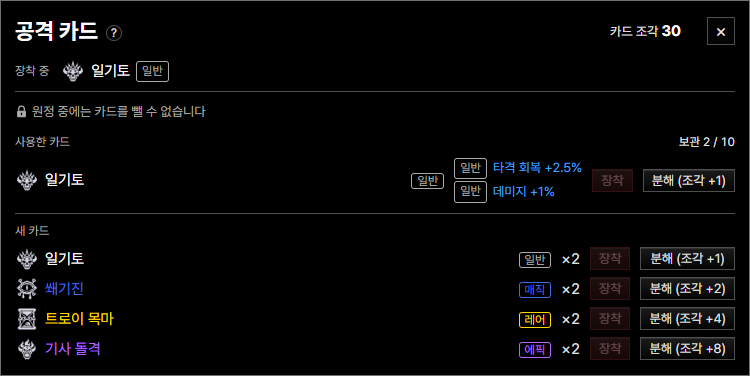 공격 카드 ? 카드 조각 30 ×
장착 중 일기토 일반
원정 중에는 카드를 뺄 수 없습니다
사용한 카드 보관 2 / 10
일반 타격 회복 +2.5%
일기토 일반 장착 분해 (조각 +1)
일반 데미지 +1%
새 카드
일기토 일반 ×2 장착 분해 (조각 +1)
쐐기진 매직 ×2 장착 분해 (조각 +2)
트로이 목마 레어 ×2 장착 분해 (조각 +4)
기사 돌격 에픽 ×2 장착 분해 (조각 +8)